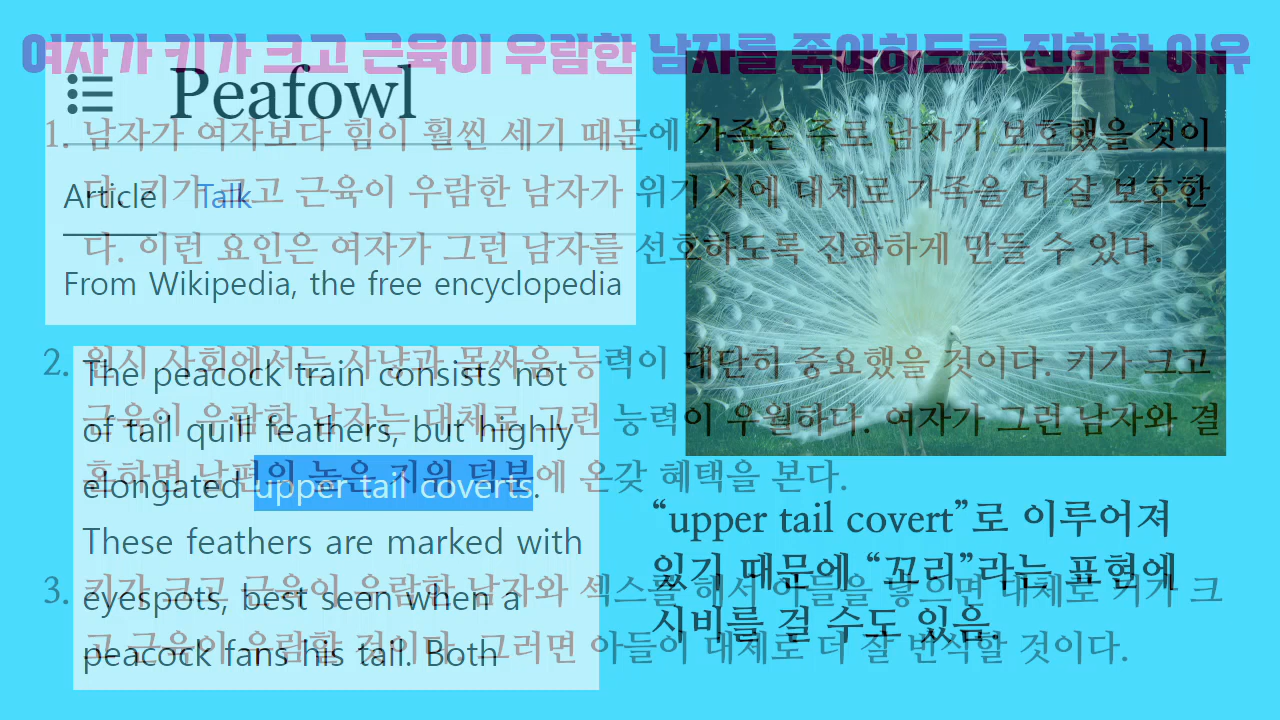 여자가 키가 크고 근육이 우람한 남자를 좋아하도록 진화한 이유
Peafowl
1. 남자가 여자보다 힘이 훨씬 세기 때문에 가족은 주로 남자가 보호했을 것이
다. 키가 크고 근육이 우람한 남자가 위기 시에 대체로 가족을 더 잘 보호한
다. 이런 요인은 여자가 그런 남자를 선호하도록 진화하게 만들 수 있다.
Article Talk
From Wikipedia, the free encyclopedia
2. 원시 사회에서는 사냥과 몸싸움 능력이 대단히 중요했을 것이다. 키가 크고
근육이 우람한 남자는 대체로 그런 능력이 우월하다. 여자가 그런 남자와 결
혼하면 남편의 높은 지위 덕분에 온갖 혜택을 본다.
The peacock train consists not
of tail quill feathers, but highly
elongated upper tail coverts.
These feathers are marked with
eyespots, best seen when a
peacock fans his tail. Both
“upper tail covert”로 이루어져
있기 때문에 “꼬리”라는 표현에
시비를 걸 수도 있음.
3. 키가 크고 근육이 우람한 남자와 섹스를 해서 아들을 낳으면 대체로 키가 크
고 근육이 우람할 것이다. 그러면 아들이 대체로 더 잘 번식할 것이다.